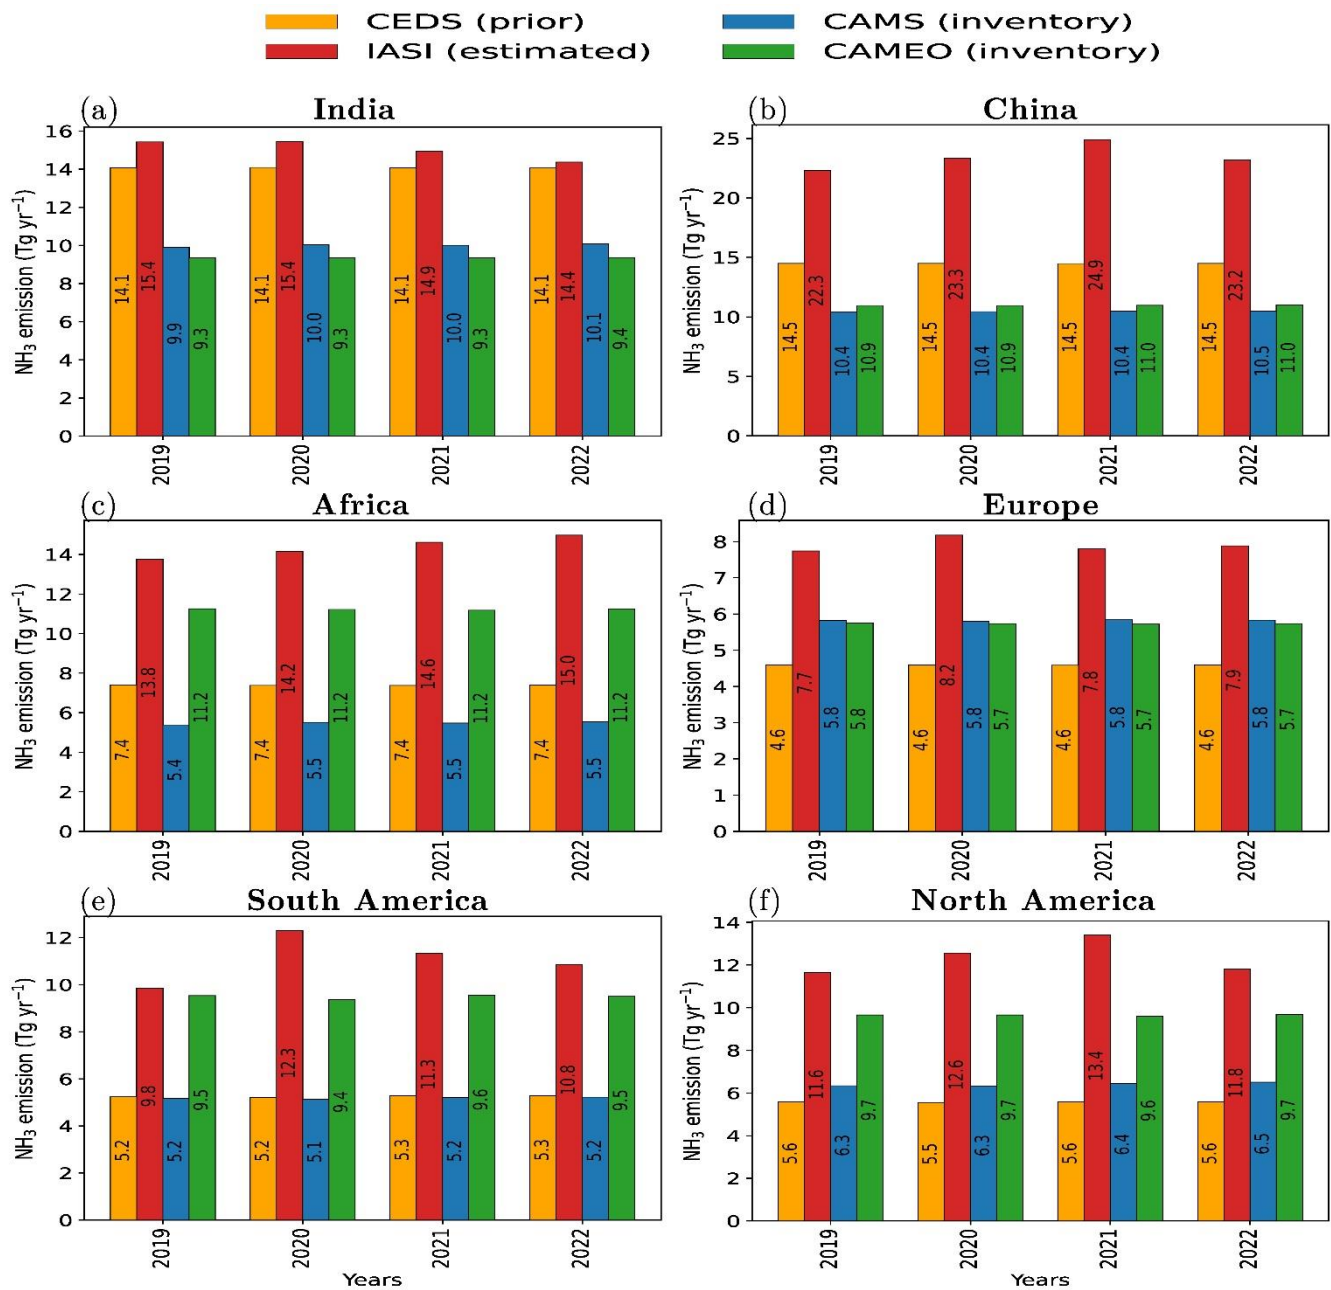 CEDS (prior) CAMS (inventory)
IASI (estimated) CAMEO (inventory)
(a) India
NH₃ emission (Tg yr⁻¹)
16
14
12
10
8
6
4
2
0
14.1 15.4 9.9 9.3
14.1 15.4 10.0 9.3
14.1 14.9 10.0 9.3
14.1 14.4 10.1 9.4
2019 2020 2021 2022
(b) China
NH₃ emission (Tg yr⁻¹)
25
20
15
10
5
0
14.5 22.3 10.4 10.9
14.5 23.3 10.4 10.9
14.5 24.9 10.4 11.0
14.5 23.2 10.5 11.0
2019 2020 2021 2022
(c) Africa
NH₃ emission (Tg yr⁻¹)
14
12
10
8
6
4
2
0
7.4 13.8 5.4 11.2
7.4 14.2 5.5 11.2
7.4 14.6 5.5 11.2
7.4 15.0 5.5 11.2
2019 2020 2021 2022
(d) Europe
NH₃ emission (Tg yr⁻¹)
8
7
6
5
4
3
2
1
0
4.6 7.7 5.8 5.8
4.6 8.2 5.8 5.7
4.6 7.8 5.8 5.7
4.6 7.9 5.8 5.7
2019 2020 2021 2022
(e) South America
NH₃ emission (Tg yr⁻¹)
12
10
8
6
4
2
0
5.2 9.8 5.2 9.5
5.2 12.3 5.1 9.4
5.3 11.3 5.2 9.6
5.3 10.8 5.2 9.5
2019 2020 2021 2022
Years
(f) North America
NH₃ emission (Tg yr⁻¹)
14
12
10
8
6
4
2
0
5.6 11.6 6.3 9.7
5.5 12.6 6.3 9.7
5.6 13.4 6.4 9.6
5.6 11.8 6.5 9.7
2019 2020 2021 2022
Years